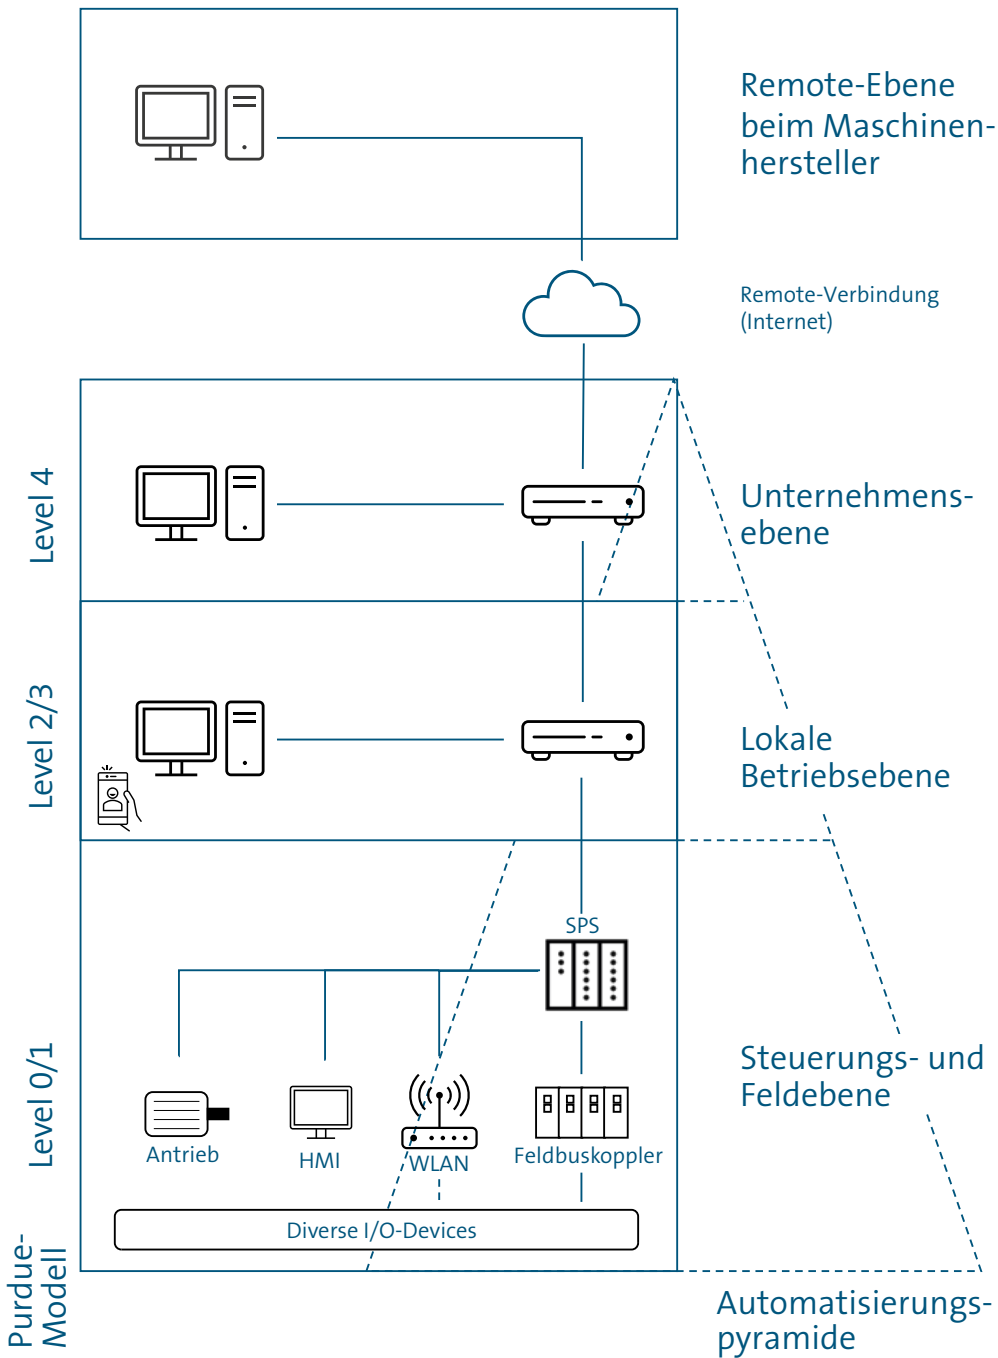 Remote-Ebene
beim Maschinen-
hersteller
Remote-Verbindung
(Internet)
Level 4
Unternehmens-
ebene
Level 2/3
Lokale
Betriebsebene
SPS
Level 0/1
Steuerungs- und
Feldebene
Antrieb
HMI
WLAN
Feldbuskoppler
Diverse I/O-Devices
Purdue-
Modell
Automatisierungs-
pyramide